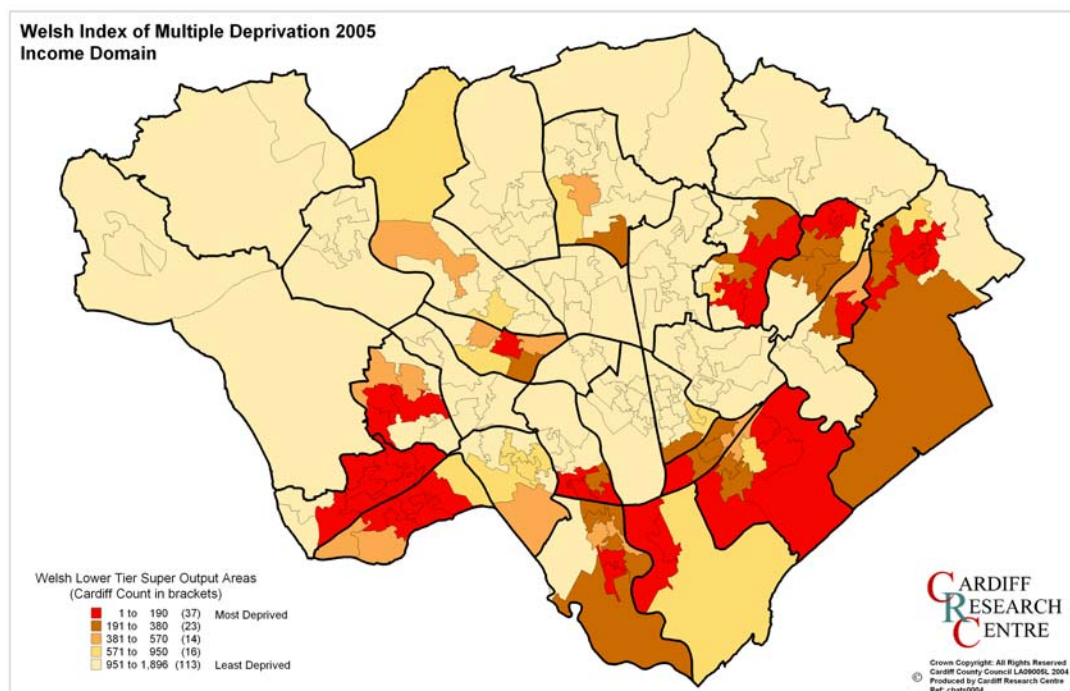 Welsh Index of Multiple Deprivation 2005
Income Domain
Welsh Lower Tier Super Output Areas
(Cardiff Count in brackets)
1 to 190 (37) Most Deprived
191 to 380 (23)
381 to 570 (14)
571 to 950 (16)
951 to 1,896 (113) Least Deprived
CARDIFF
RESEARCH
CENTRE
Crown Copyright: All Rights Reserved
© Cardiff County Council LA09005L 2004
Produced by Cardiff Research Centre
Ref: chats0004